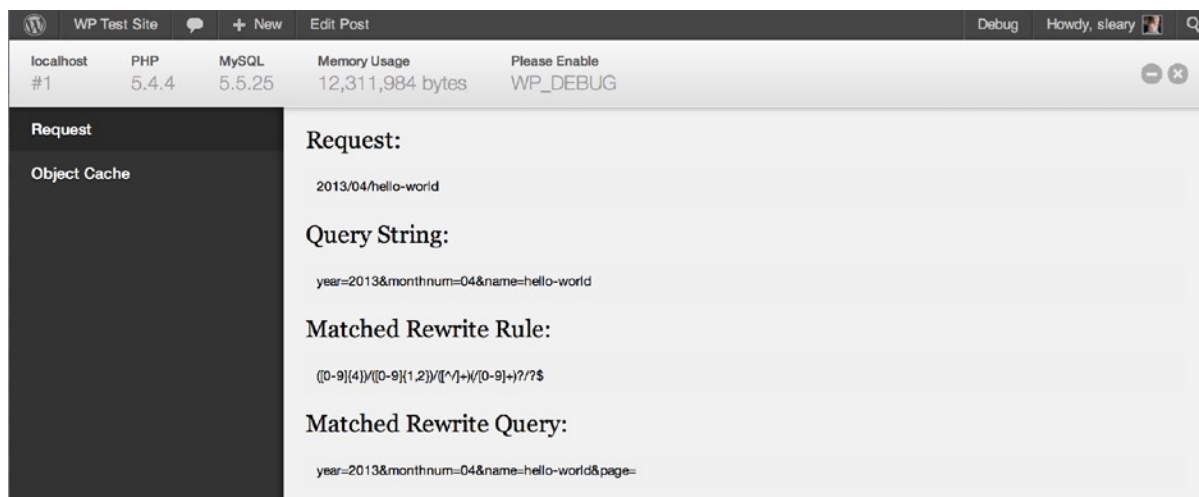 WP Test Site + New Edit Post Debug Howdy, sleary
localhost PHP MySQL Memory Usage Please Enable
#1 5.4.4 5.5.25 12,311,984 bytes WP_DEBUG
Request
Object Cache
Request:
2013/04/hello-world
Query String:
year=2013&monthnum=04&name=hello-world
Matched Rewrite Rule:
([0-9]{4})/([0-9]{1,2})/([^/]+)(/[0-9]+)?/?$
Matched Rewrite Query:
year=2013&monthnum=04&name=hello-world&page=